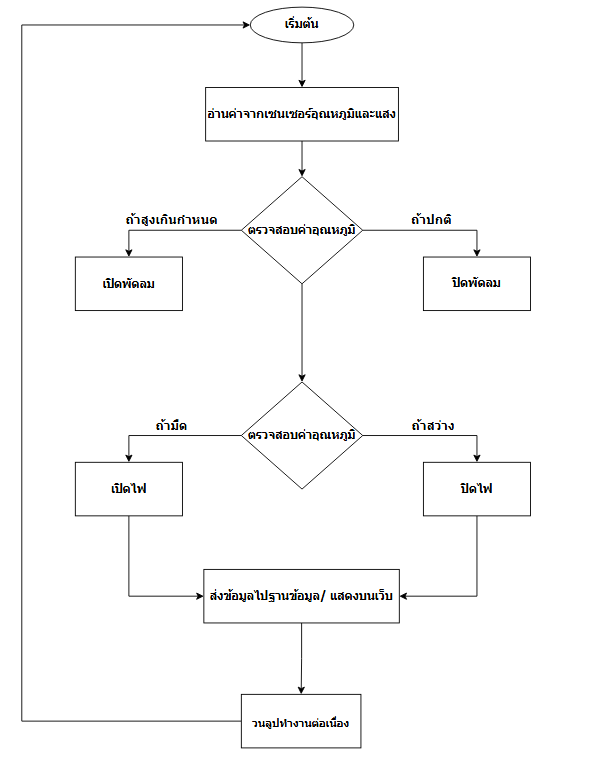 เริ่มต้น
อ่านค่าจากเซนเซอร์อุณหภูมิและแสง
ตรวจสอบค่าอุณหภูมิ
ถ้าสูงเกินกำหนด
ถ้าปกติ
เปิดพัดลม
ปิดพัดลม
ตรวจสอบค่าอุณหภูมิ
ถ้ามืด
ถ้าสว่าง
เปิดไฟ
ปิดไฟ
ส่งข้อมูลไปฐานข้อมูล/ แสดงบนเว็บ
วนลูปทำงานต่อเนื่อง